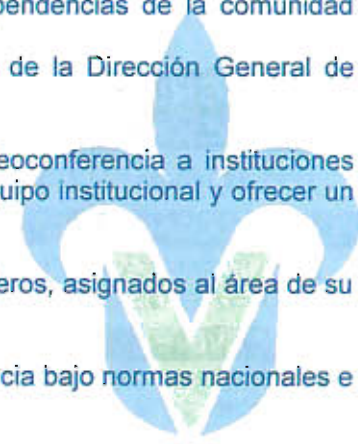 pendencias de la comunidad
de la Dirección General de
eoconferencia a instituciones
uipo institucional y ofrecer un
eros, asignados al área de su
cia bajo normas nacionales e